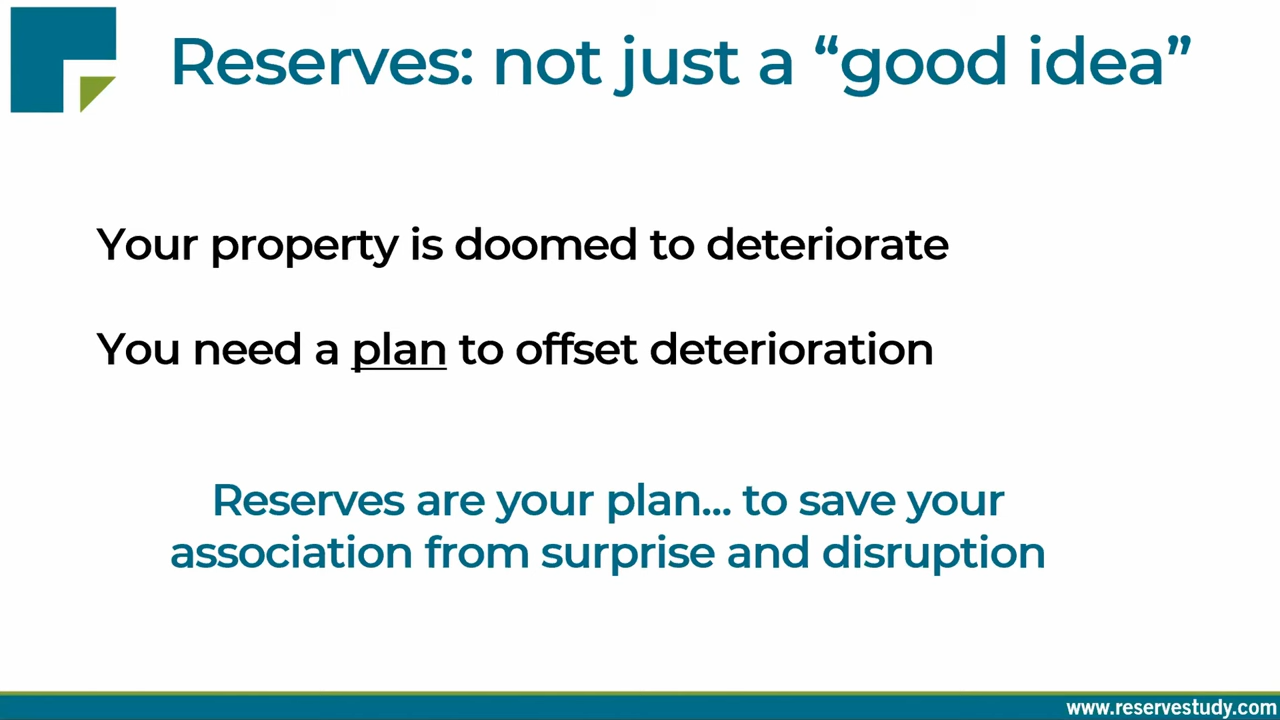 Reserves: not just a “good idea”
Your property is doomed to deteriorate
You need a plan to offset deterioration
Reserves are your plan... to save your
association from surprise and disruption
www.reservestudy.com